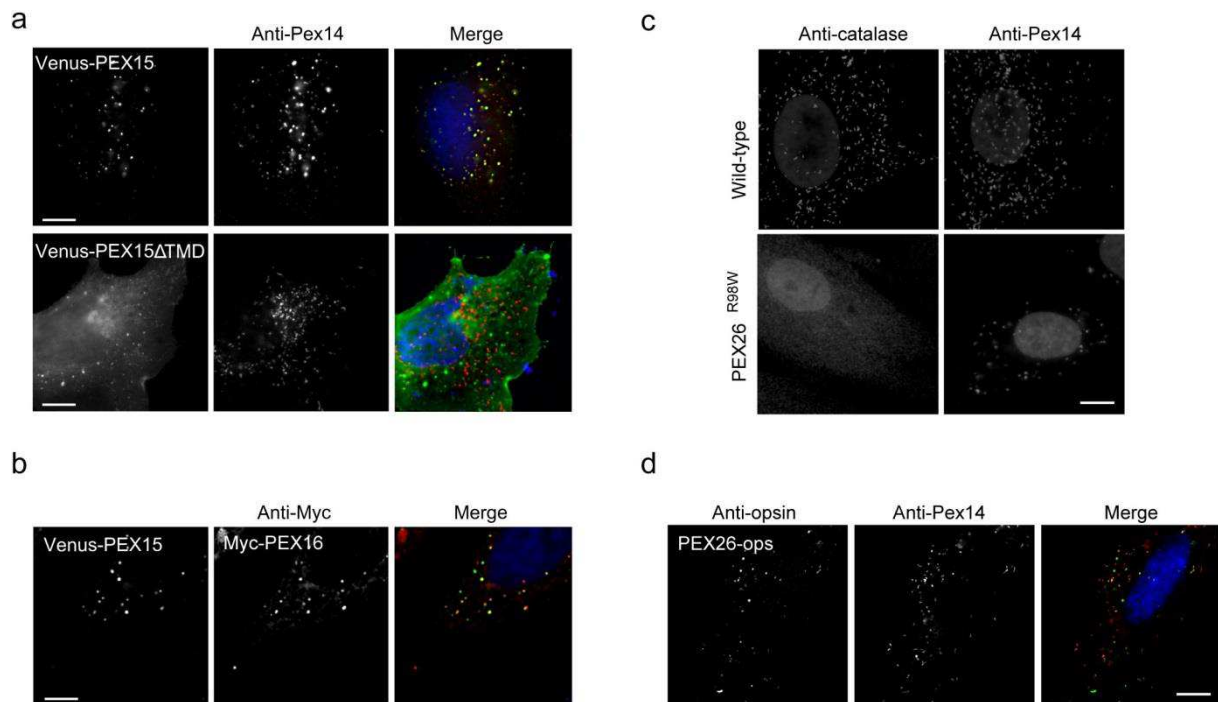 a
Anti-Pex14 Merge
Venus-PEX15
Venus-PEX15ΔTMD
b
Anti-Myc Merge
Venus-PEX15 Myc-PEX16
c
Anti-catalase Anti-Pex14
Wild-type
PEX26 R98W
d
Anti-opsin Anti-Pex14 Merge
PEX26-ops